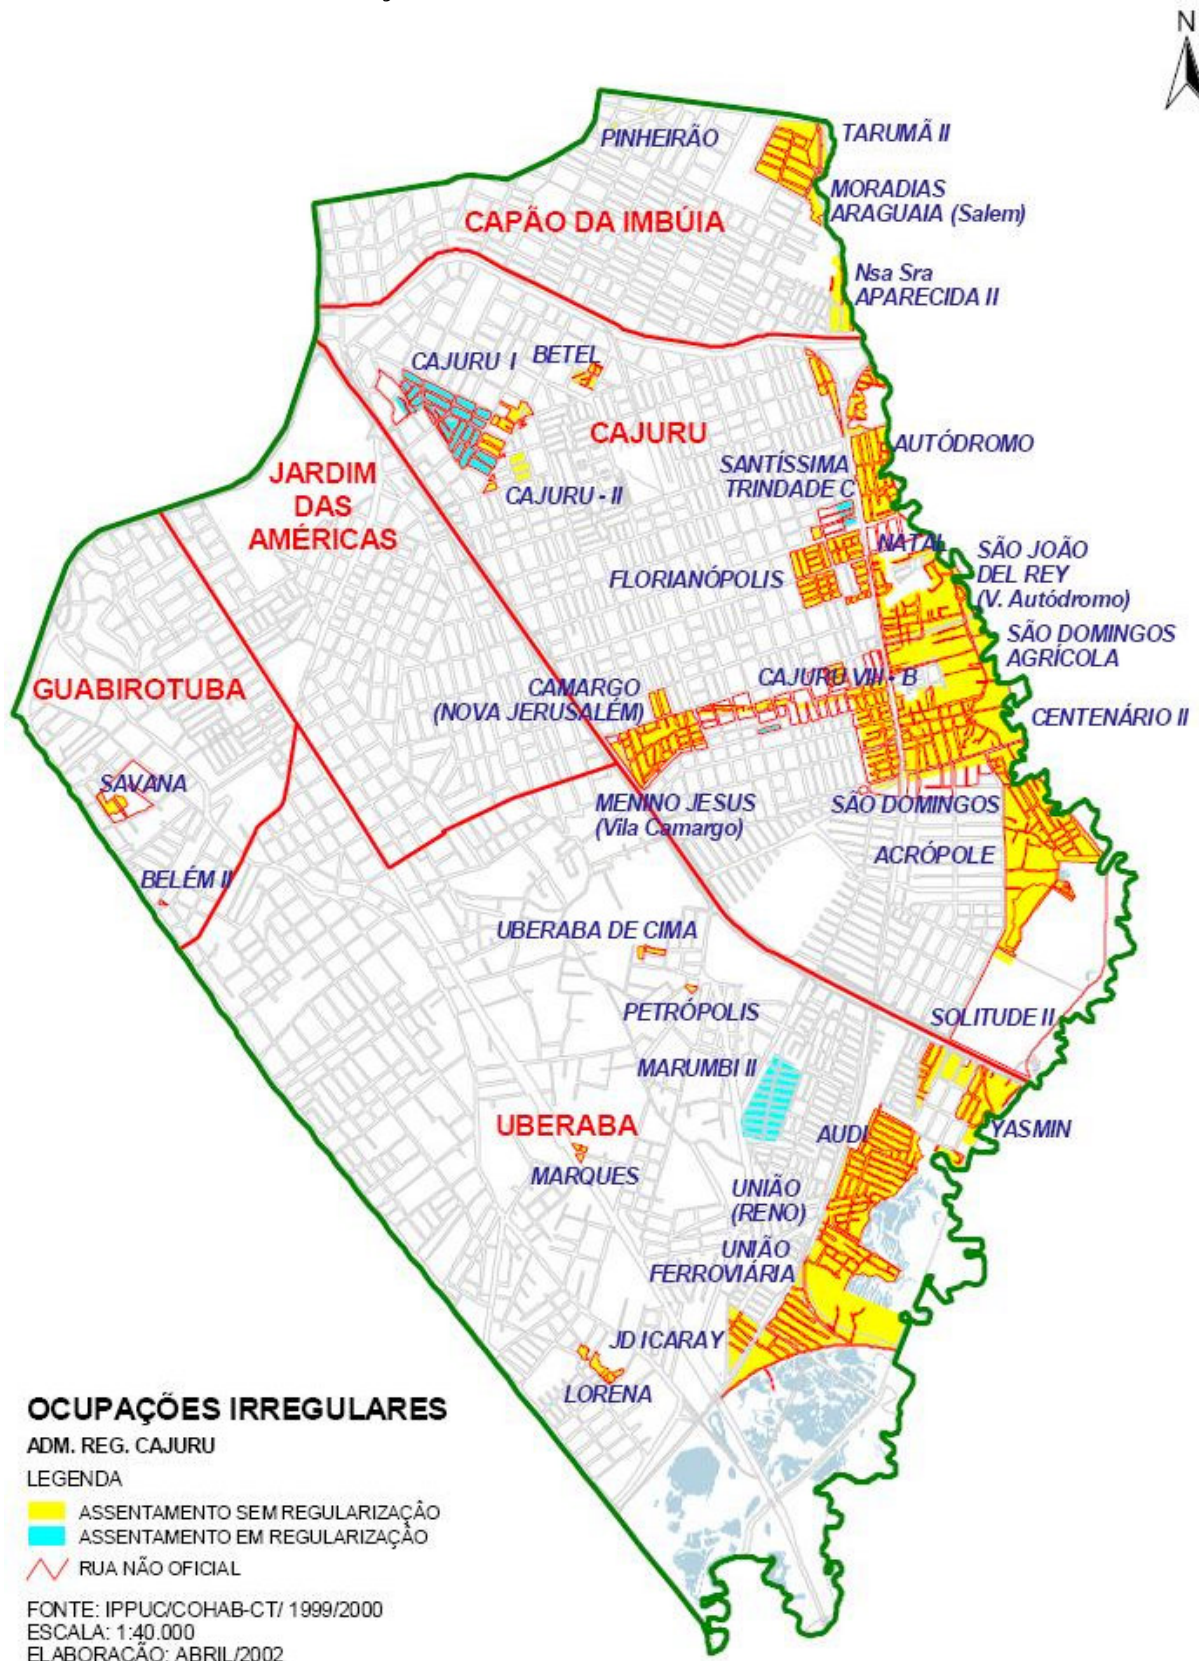 N
PINHEIRÃO
TARUMÃ II
MORADIAS
ARAGUAIA (Salem)
CAPÃO DA IMBÚIA
Nsa Sra
APARECIDA II
CAJURU I
BETEL
CAJURU
AUTÓDROMO
SANTÍSSIMA
TRINDADE C
JARDIM
DAS
AMÉRICAS
CAJURU - II
NATAL
SÃO JOÃO
DEL REY
(V. Autódromo)
FLORIANÓPOLIS
SÃO DOMINGOS
AGRÍCOLA
GUABIROTUBA
CAMARGO
(NOVA JERUSALÉM)
CAJURU VIII - B
CENTENÁRIO II
SAVANA
MENINO JESUS
(Vila Camargo)
SÃO DOMINGOS
ACRÓPOLE
BELÉM II
UBERABA DE CIMA
PETRÓPOLIS
SOLITUDE II
MARUMBI II
UBERABA
AUDI
YASMIN
MARQUES
UNIÃO
(RENO)
UNIÃO
FERROVIÁRIA
JD ICARAY
LORENA
OCUPAÇÕES IRREGULARES
ADM. REG. CAJURU
LEGENDA
ASSENTAMENTO SEM REGULARIZAÇÃO
ASSENTAMENTO EM REGULARIZAÇÃO
RUA NÃO OFICIAL
FONTE: IPPUC/COHAB-CT/ 1999/2000
ESCALA: 1:40.000
ELABORAÇÃO: ABRIL/2002